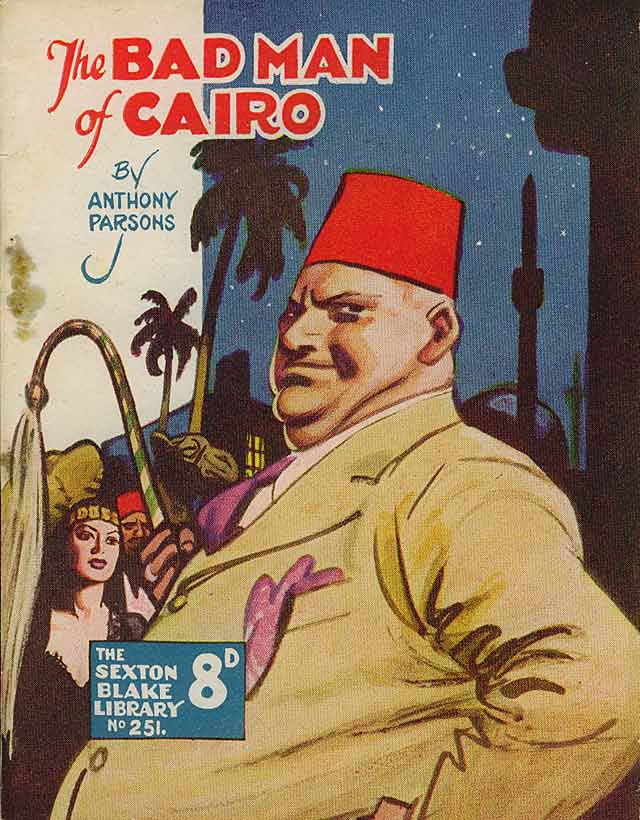 The BAD MAN
of CAIRO
BY
ANTHONY
PARSONS
THE
SEXTON
BLAKE
LIBRARY
No 251.
8D